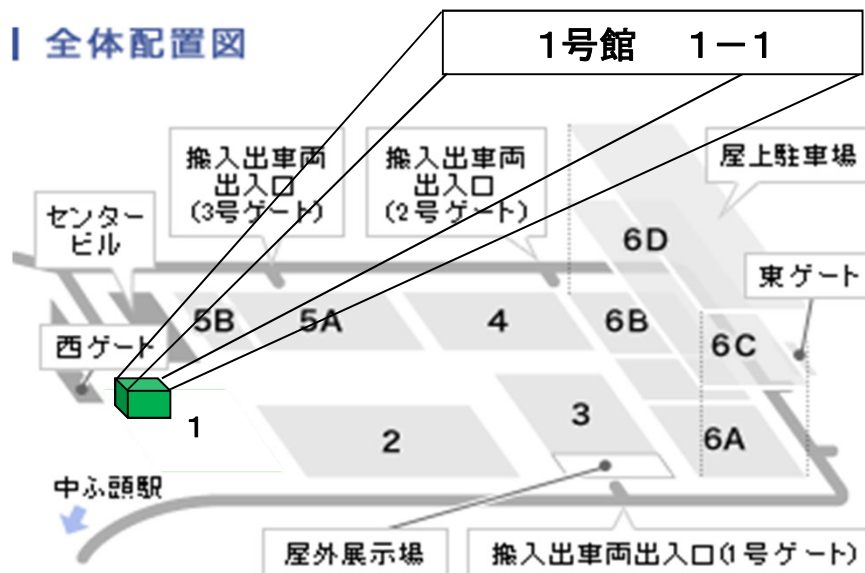 全体配置図
1号館 1－1
搬入出車両
出入口
(3号ゲート)
搬入出車両
出入口
(2号ゲート)
屋上駐車場
センター
ビル
6D
東ゲート
西ゲート
5B
5A
4
6B
6C
1
2
3
6A
中ふ頭駅
屋外展示場
搬入出車両出入口(1号ゲート)